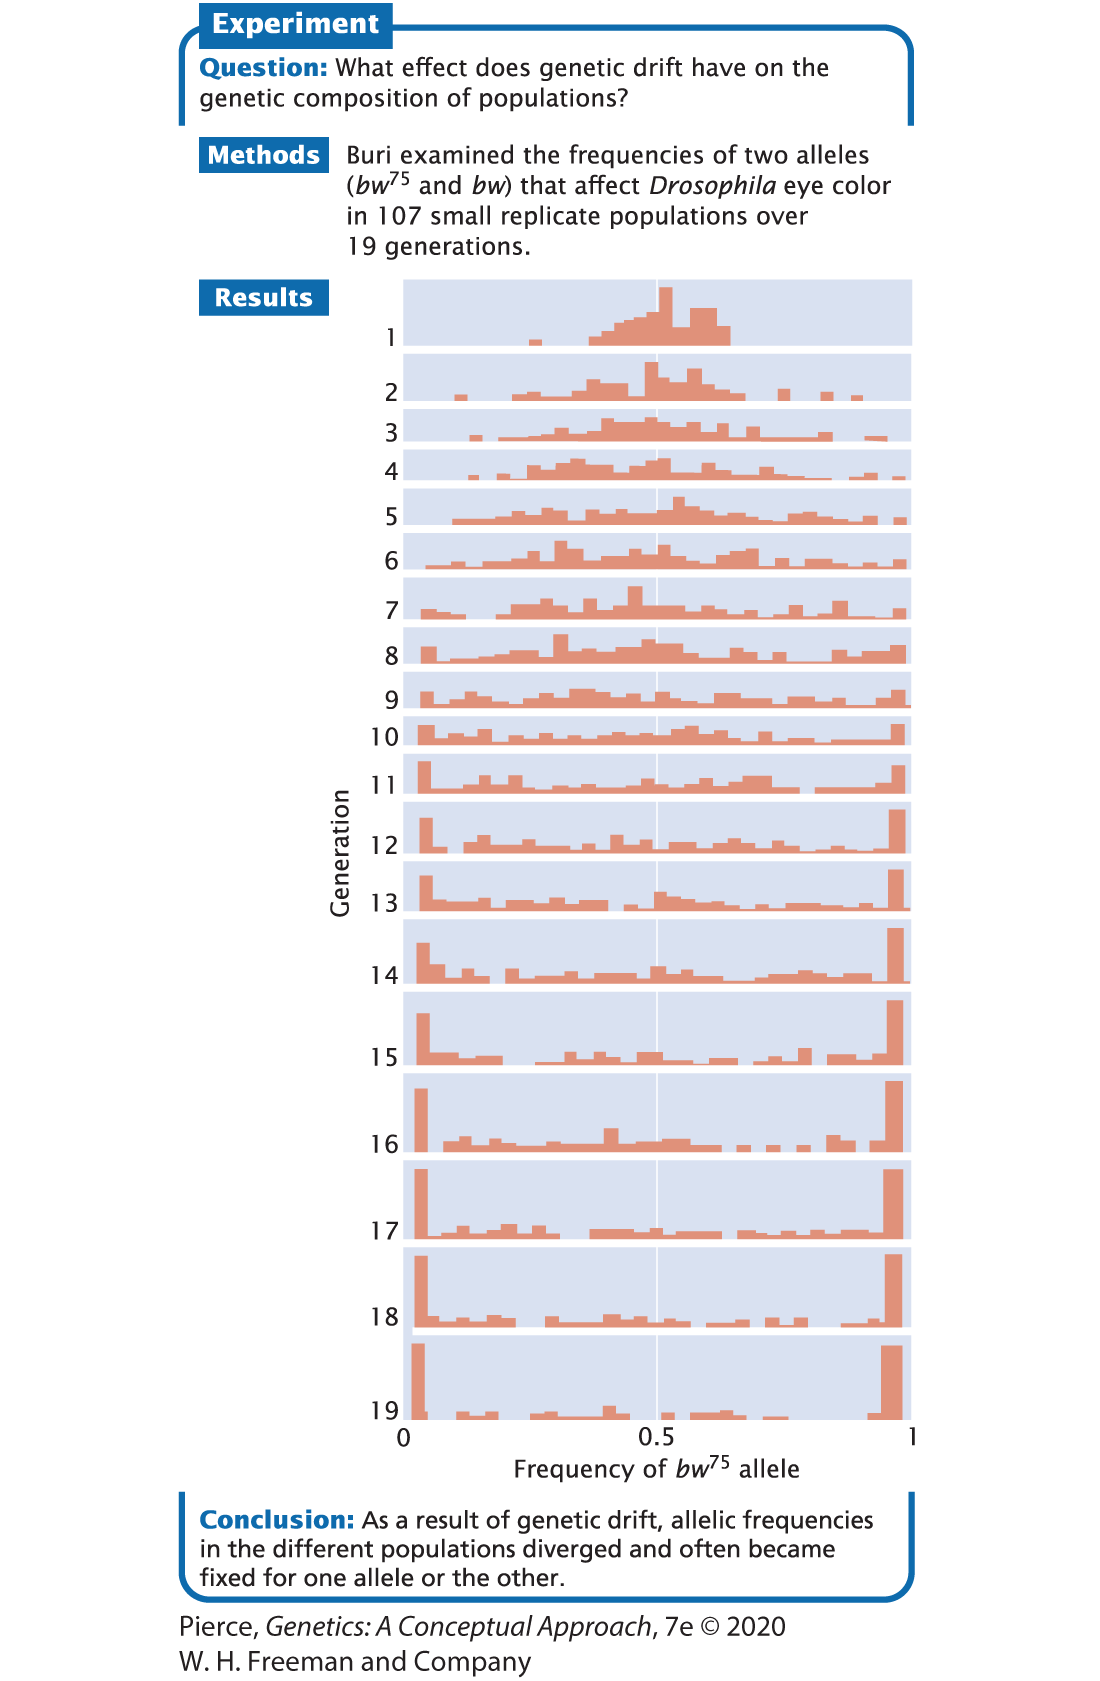 Experiment
Question: What effect does genetic drift have on the
genetic composition of populations?
Methods
Buri examined the frequencies of two alleles
(bw75 and bw) that affect Drosophila eye color
in 107 small replicate populations over
19 generations.
Results
1
2
3
4
5
6
7
8
9
10
11
12
13
14
15
16
17
18
19
Generation
0 0.5 1
Frequency of bw75 allele
Conclusion: As a result of genetic drift, allelic frequencies
in the different populations diverged and often became
fixed for one allele or the other.
Pierce, Genetics: A Conceptual Approach, 7e © 2020
W. H. Freeman and Company